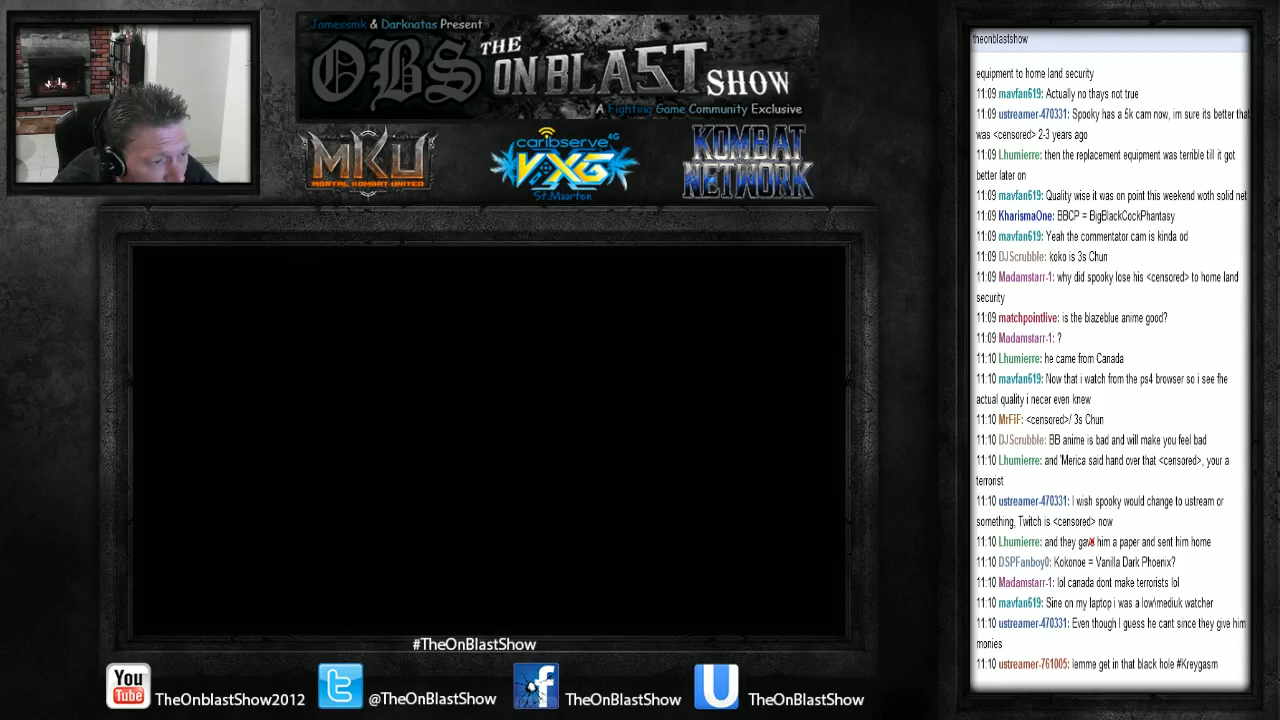 Jamessmk & Darknatas Present
OBS THE ON BLAST SHOW
A Fighting Game Community Exclusive
MKU
MORTAL KOMBAT UNITED
caribserve 4G
VXG
St.Maarten
KOMBAT
NETWORK
#TheOnBlastShow
You
Tube
TheOnblastShow2012
@TheOnBlastShow
TheOnBlastShow
TheOnBlastShow
theonblastshow
equipment to home land security
11:09 mavfan619: Actually no thays not true
11:09 ustreamer-470331: Spooky has a 5k cam now, im sure its better that
was <censored> 2-3 years ago
11:09 Lhumierre: then the replacement equipment was terrible till it got
better later on
11:09 mavfan619: Quality wise it was on point this weekend woth solid net
11:09 KharismaOne: BBCP = BigBlackCockPhantasy
11:09 mavfan619: Yeah the commentator cam is kinda od
11:09 DJScrubble: koko is 3s Chun
11:09 Madamstarr-1: why did spooky lose his <censored> to home land
security
11:09 matchpointlive: is the blazeblue anime good?
11:09 Madamstarr-1: ?
11:10 Lhumierre: he came from Canada
11:10 mavfan619: Now that i watch from the ps4 browser so i see fhe
actual quality i necer even knew
11:10 MrFiF: <censored>/ 3s Chun
11:10 DJScrubble: BB anime is bad and will make you feel bad
11:10 Lhumierre: and 'Merica said hand over that <censored>, your a
terrorist
11:10 ustreamer-470331: I wish spooky would change to ustream or
something, Twitch is <censored> now
11:10 Lhumierre: and they gave him a paper and sent him home
11:10 DSPFanboy0: Kokonoe = Vanilla Dark Phoenix?
11:10 Madamstarr-1: lol canada dont make terrorists lol
11:10 mavfan619: Sine on my laptop i was a low\mediuk watcher
11:10 ustreamer-470331: Even though I guess he cant since they give him
monies
11:10 ustreamer-761005: lemme get in that black hole #Kreygasm